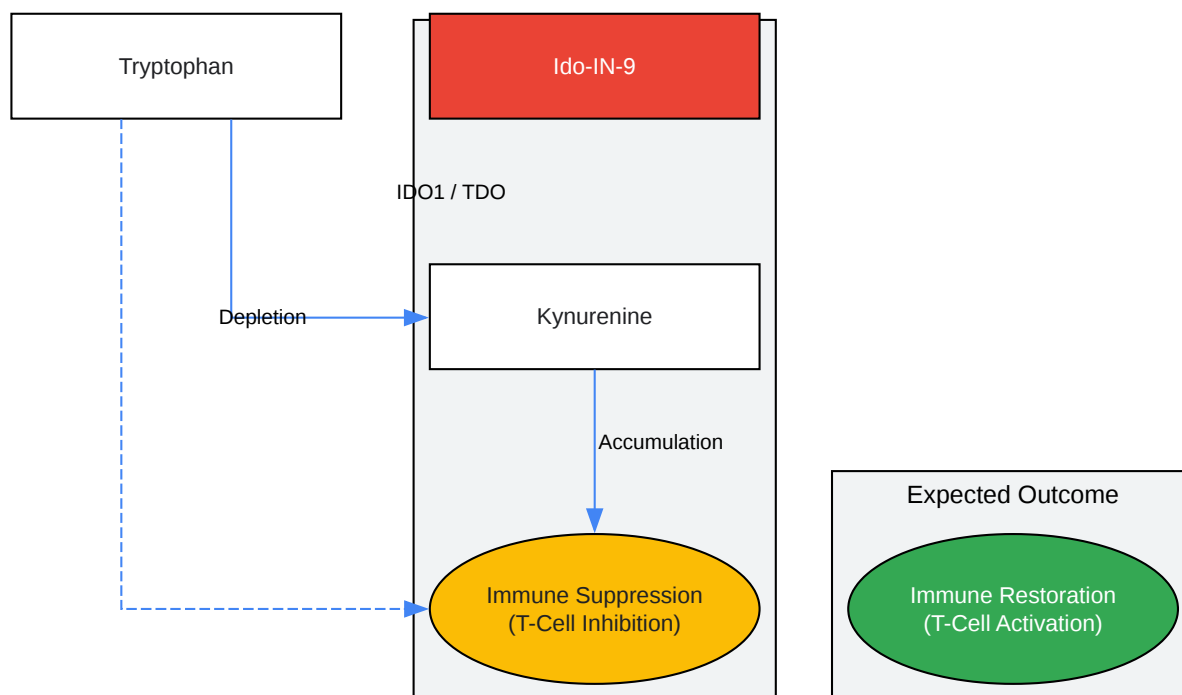 Tryptophan
Ido-IN-9
IDO1 / TDO
Depletion
Kynurenine
Accumulation
Expected Outcome
Immune Suppression
(T-Cell Inhibition)
Immune Restoration
(T-Cell Activation)